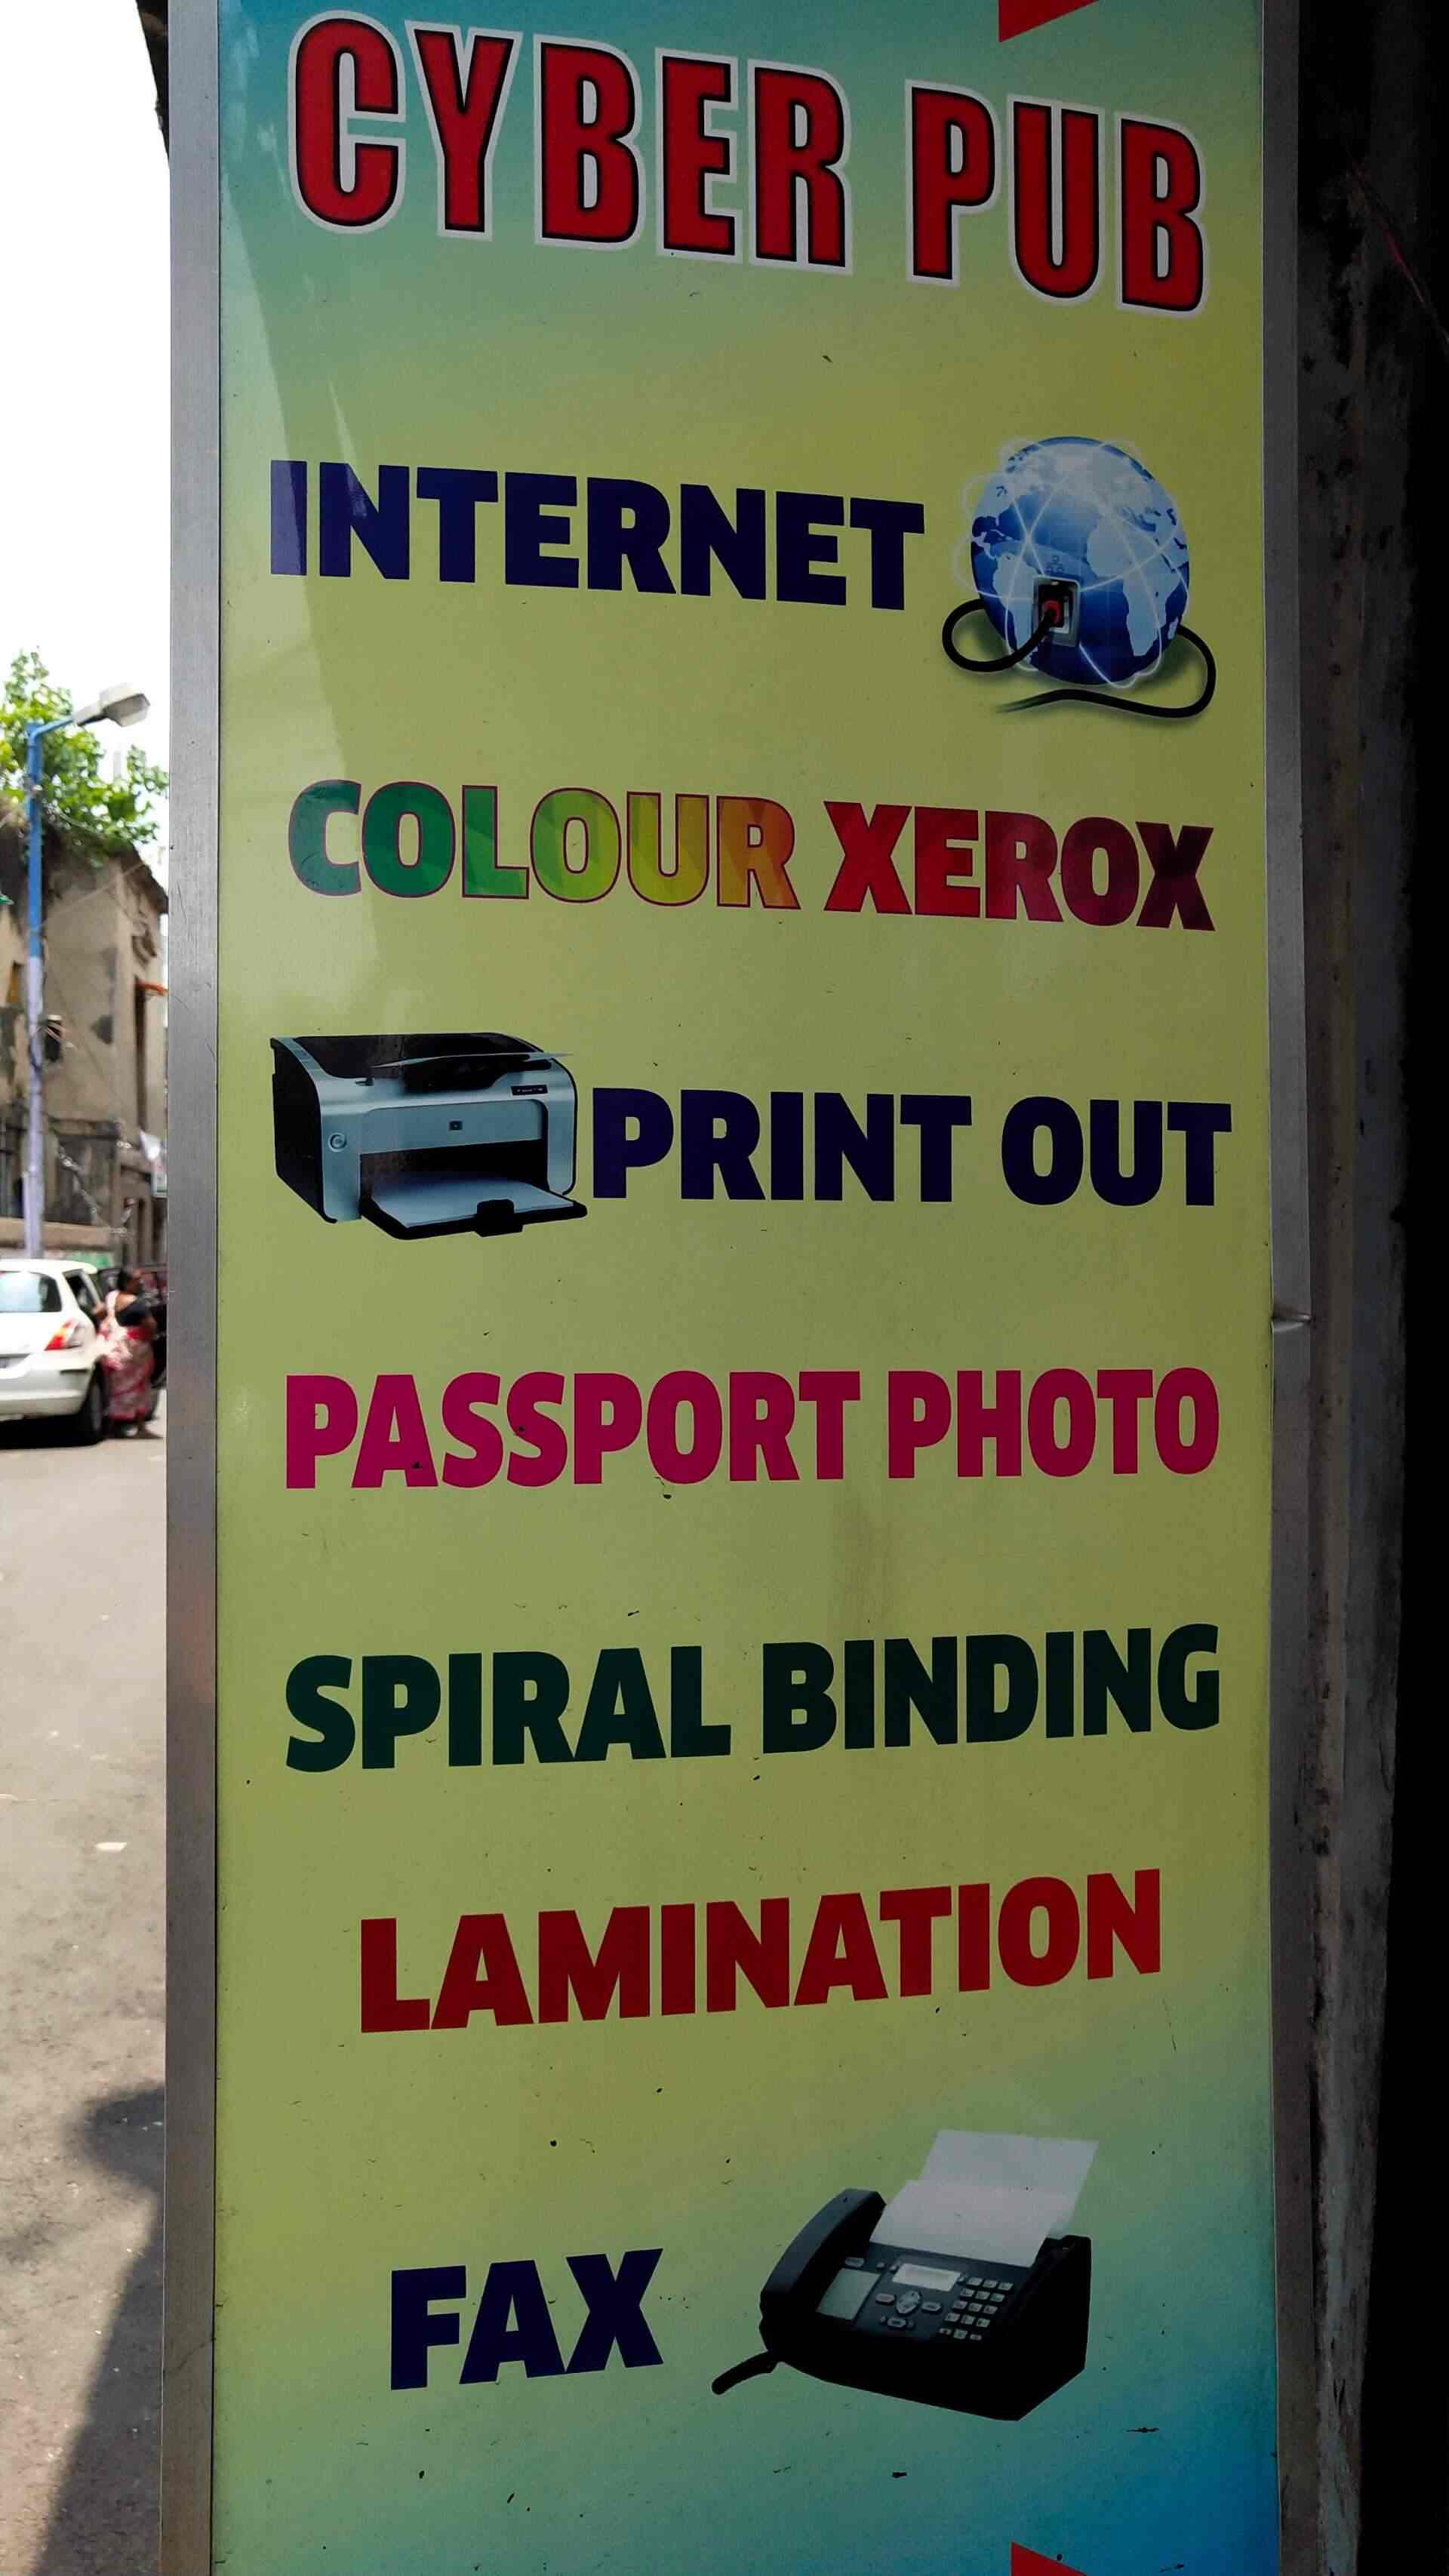 CYBER PUB
INTERNET
COLOUR XEROX
PRINT OUT
PASSPORT PHOTO
SPIRAL BINDING
LAMINATION
FAX